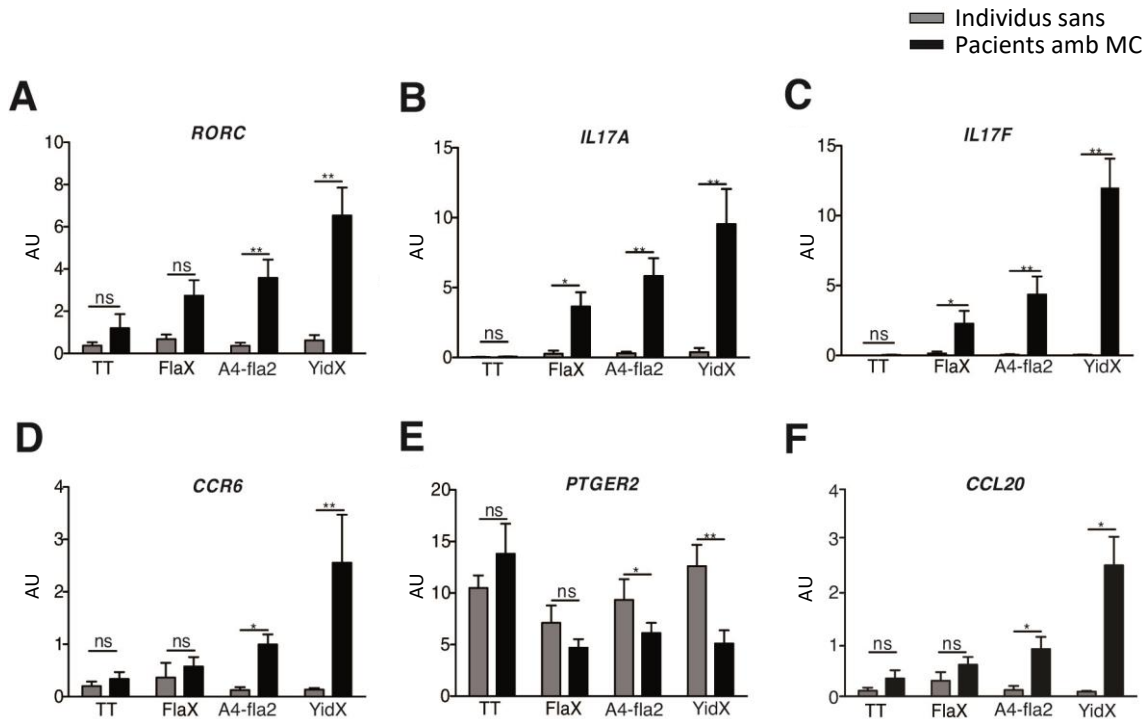 Individus sans
Pacients amb MC
A
RORC
10
8
6
4
2
0
AU
ns
ns
**
**
TT FlaX A4-fla2 YidX
B
IL17A
15
10
5
0
AU
ns
*
**
**
TT FlaX A4-fla2 YidX
C
IL17F
15
10
5
0
AU
ns
*
**
**
TT FlaX A4-fla2 YidX
D
CCR6
4
3
2
1
0
AU
ns
ns
*
**
TT FlaX A4-fla2 YidX
E
PTGER2
20
15
10
5
0
AU
ns
ns
*
**
TT FlaX A4-fla2 YidX
F
CCL20
4
3
2
1
0
AU
ns
ns
*
*
TT FlaX A4-fla2 YidX